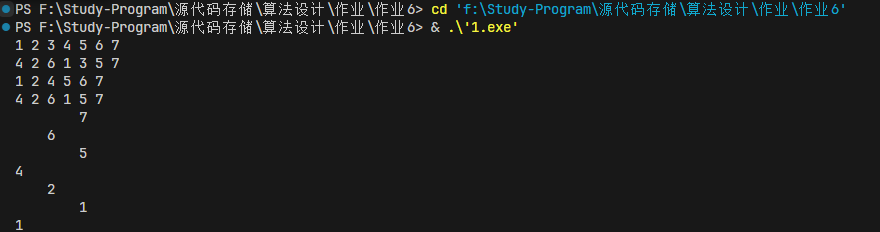 PS F:\Study-Program\源代码存储\算法设计\作业\作业6> cd 'f:\Study-Program\源代码存储\算法设计\作业\作业6'
PS F:\Study-Program\源代码存储\算法设计\作业\作业6> & .\'1.exe'
1 2 3 4 5 6 7
4 2 6 1 3 5 7
1 2 4 5 6 7
4 2 6 1 5 7
        7
    6
        5
4
    2
        1
1